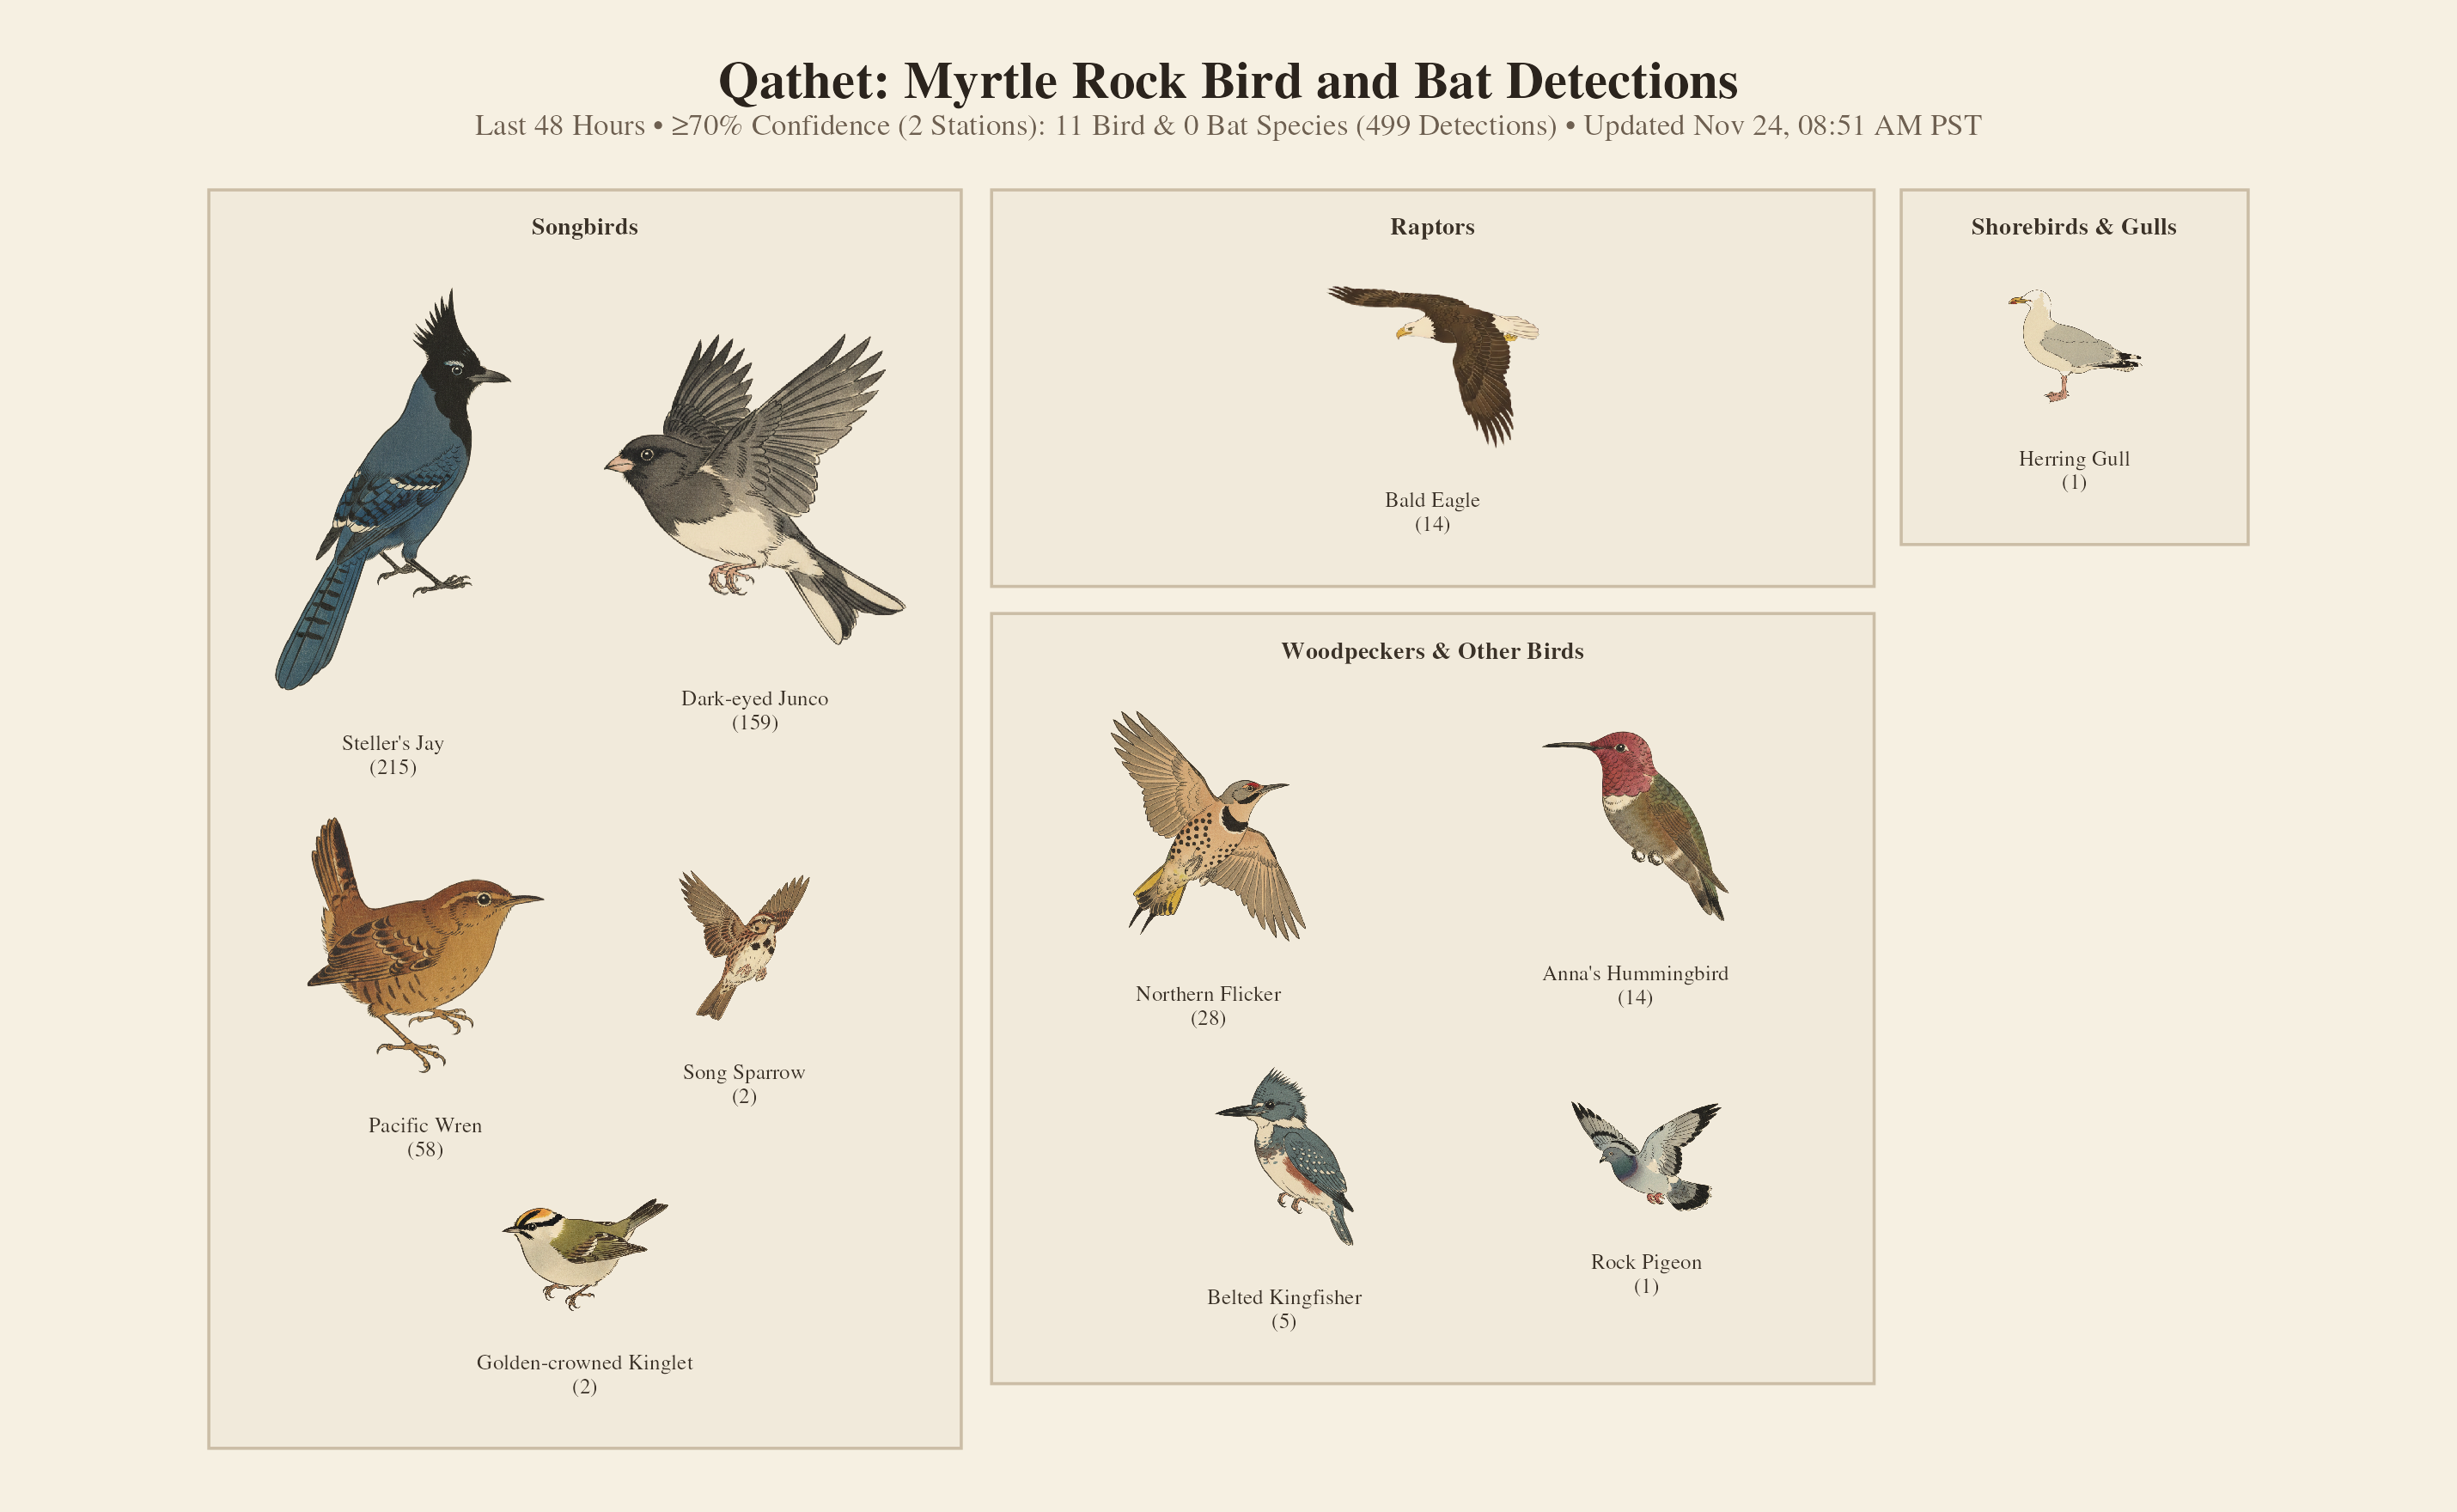 Qathet: Myrtle Rock Bird and Bat Detections
Last 48 Hours • ≥70% Confidence (2 Stations): 11 Bird & 0 Bat Species (499 Detections) • Updated Nov 24, 08:51 AM PST
Songbirds
Steller's Jay
(215)
Dark-eyed Junco
(159)
Pacific Wren
(58)
Song Sparrow
(2)
Golden-crowned Kinglet
(2)
Raptors
Bald Eagle
(14)
Woodpeckers & Other Birds
Northern Flicker
(28)
Anna's Hummingbird
(14)
Belted Kingfisher
(5)
Rock Pigeon
(1)
Shorebirds & Gulls
Herring Gull
(1)